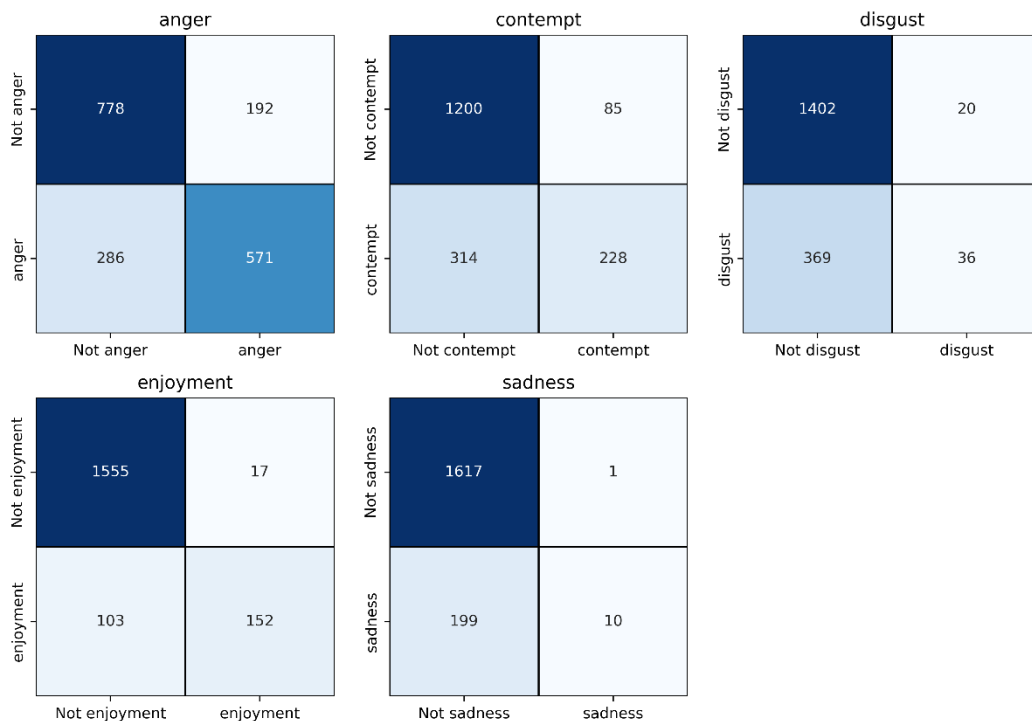 anger
Not anger
778
192
anger
286
571
Not anger
anger
contempt
Not contempt
1200
85
contempt
314
228
Not contempt
contempt
disgust
Not disgust
1402
20
disgust
369
36
Not disgust
disgust
enjoyment
Not enjoyment
1555
17
enjoyment
103
152
Not enjoyment
enjoyment
sadness
Not sadness
1617
1
sadness
199
10
Not sadness
sadness